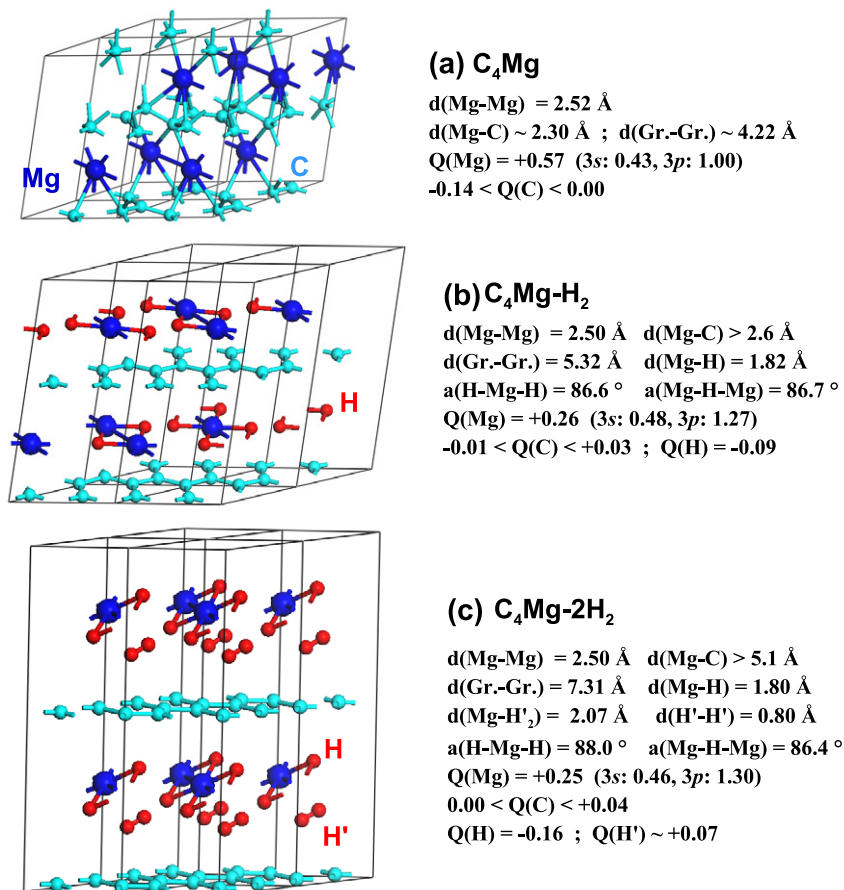 (a) C₄Mg
d(Mg-Mg) = 2.52 Å
d(Mg-C) ~ 2.30 Å ; d(Gr.-Gr.) ~ 4.22 Å
Q(Mg) = +0.57 (3s: 0.43, 3p: 1.00)
-0.14 < Q(C) < 0.00
Mg
C
(b) C₄Mg-H₂
d(Mg-Mg) = 2.50 Å d(Mg-C) > 2.6 Å
d(Gr.-Gr.) = 5.32 Å d(Mg-H) = 1.82 Å
a(H-Mg-H) = 86.6 ° a(Mg-H-Mg) = 86.7 °
Q(Mg) = +0.26 (3s: 0.48, 3p: 1.27)
-0.01 < Q(C) < +0.03 ; Q(H) = -0.09
H
(c) C₄Mg-2H₂
d(Mg-Mg) = 2.50 Å d(Mg-C) > 5.1 Å
d(Gr.-Gr.) = 7.31 Å d(Mg-H) = 1.80 Å
d(Mg-H'₂) = 2.07 Å d(H'-H') = 0.80 Å
a(H-Mg-H) = 88.0 ° a(Mg-H-Mg) = 86.4 °
Q(Mg) = +0.25 (3s: 0.46, 3p: 1.30)
0.00 < Q(C) < +0.04
Q(H) = -0.16 ; Q(H') ~ +0.07
H
H'